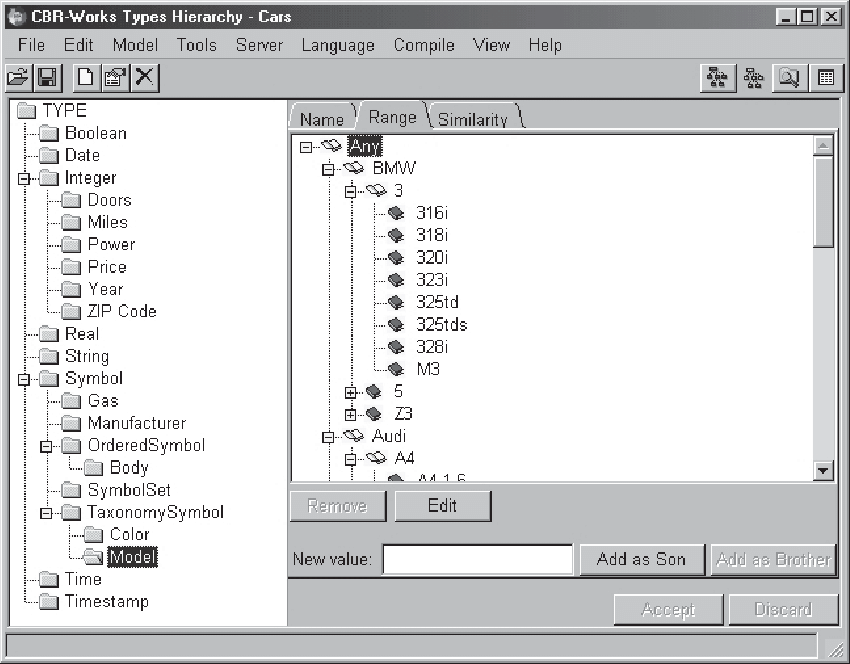 CBR-Works Types Hierarchy - Cars
File Edit Model Tools Server Language Compile View Help
TYPE
Boolean
Date
Integer
Doors
Miles
Power
Price
Year
ZIP Code
Real
String
Symbol
Gas
Manufacturer
OrderedSymbol
Body
SymbolSet
TaxonomySymbol
Color
Model
Time
Timestamp
Name Range Similarity
Any
BMW
3
316i
318i
320i
323i
325td
325tds
328i
M3
5
Z3
Audi
A4
A4 1.6
Remove Edit
New value: Add as Son Add as Brother
Accept Discard